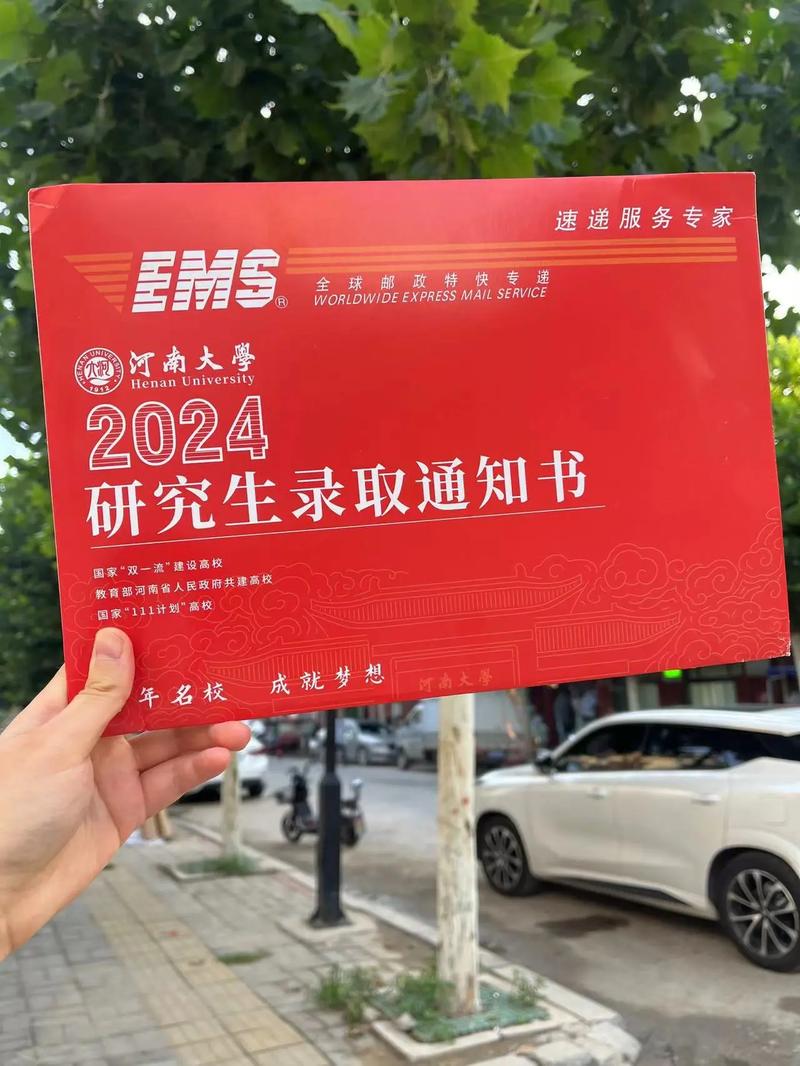 速递服务专家
EMS®
全球邮政特快专递
WORLDWIDE EXPRESS MAIL SERVICE
HENAN UNIVERSITY
1912
河南大學
Henan University
2024
研究生录取通知书
国家“双一流”建设高校
教育部河南省人民政府共建高校
国家“111计划”高校
年名校 成就梦想
河南大學